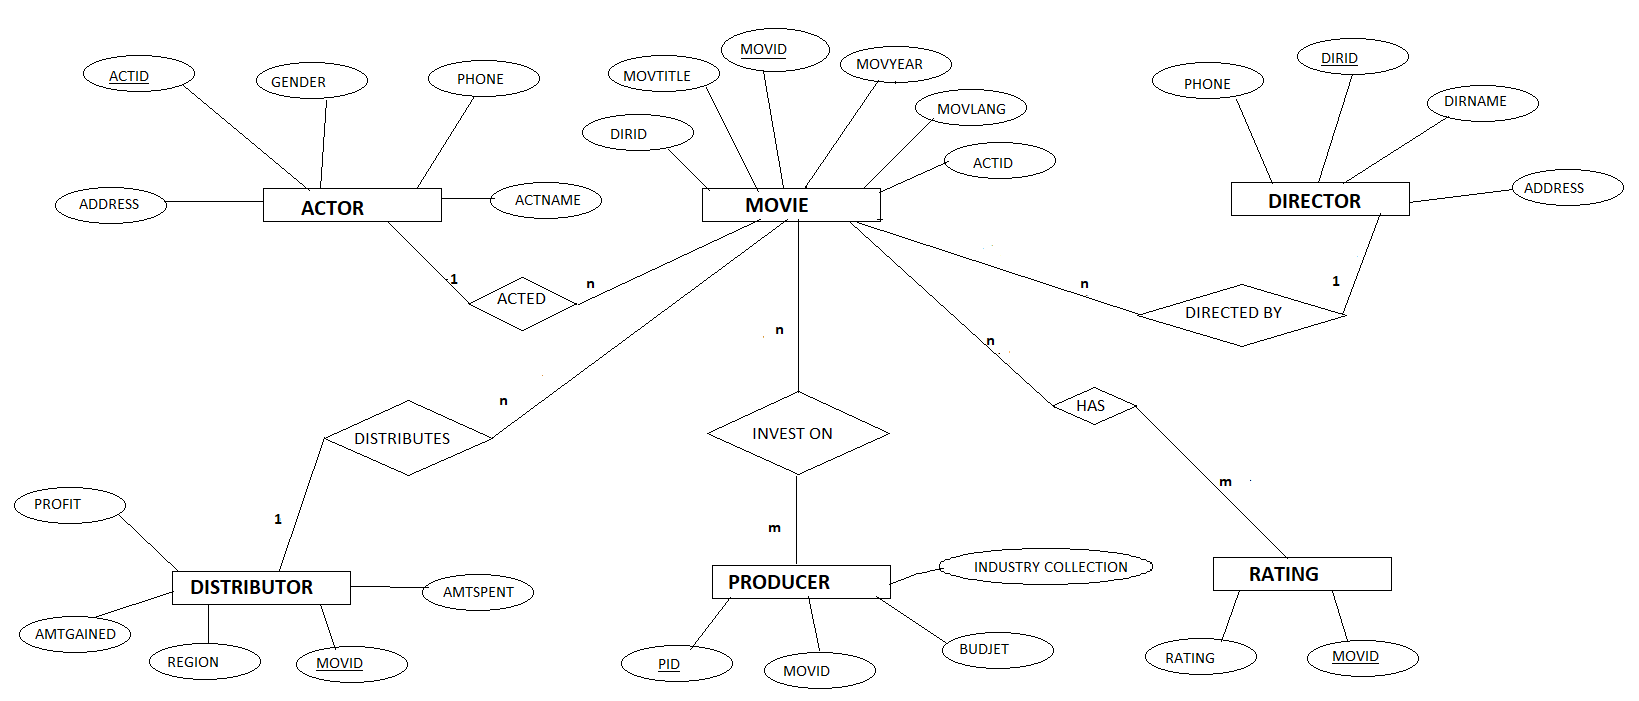 ACTID
GENDER
PHONE
ADDRESS
ACTNAME
ACTOR
MOVTITLE
MOVID
MOVYEAR
MOVLANG
DIRID
ACTID
MOVIE
PHONE
DIRID
DIRNAME
ADDRESS
DIRECTOR
1
ACTED
n
n
DIRECTED BY
1
n
DISTRIBUTES
1
n
INVEST ON
m
n
HAS
m
PROFIT
DISTRIBUTOR
AMTSPENT
AMTGAINED
REGION
MOVID
PRODUCER
INDUSTRY COLLECTION
PID
MOVID
BUDJET
RATING
RATING
MOVID